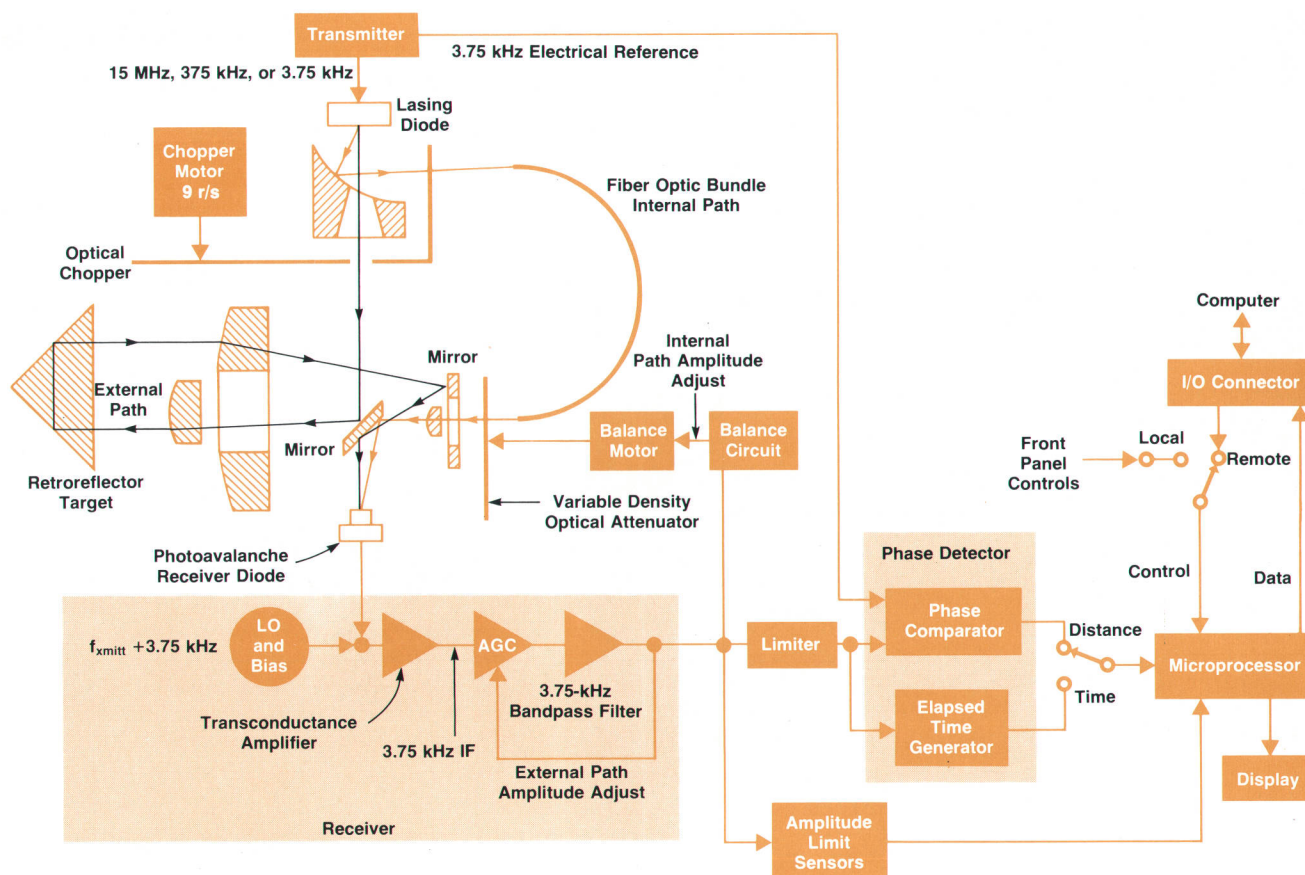 Transmitter
3.75 kHz Electrical Reference
15 MHz, 375 kHz, or 3.75 kHz
Lasing
Diode
Chopper
Motor
9 r/s
Fiber Optic Bundle
Internal Path
Optical
Chopper
Computer
Internal
Path Amplitude
Adjust
Mirror
I/O Connector
External
Path
Balance
Motor
Balance
Circuit
Local
Front
Panel
Controls
Remote
Mirror
Retroreflector
Target
Variable Density
Optical Attenuator
Photoavalanche
Receiver Diode
Phase Detector
Control
Data
fxmitt +3.75 kHz
LO
and
Bias
AGC
Limiter
Phase
Comparator
Distance
Microprocessor
Time
3.75-kHz
Bandpass Filter
Transconductance
Amplifier
3.75 kHz IF
Elapsed
Time
Generator
External Path
Amplitude Adjust
Display
Receiver
Amplitude
Limit
Sensors